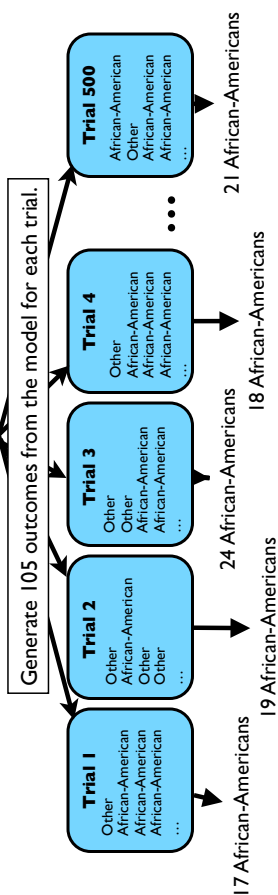 Generate 105 outcomes from the model for each trial.
Trial 1
Other
African-American
African-American
African-American
...
17 African-Americans
Trial 2
Other
African-American
Other
Other
...
19 African-Americans
Trial 3
Other
Other
African-American
African-American
...
24 African-Americans
Trial 4
Other
African-American
African-American
African-American
...
18 African-Americans
•••
Trial 500
African-American
Other
African-American
African-American
...
21 African-Americans